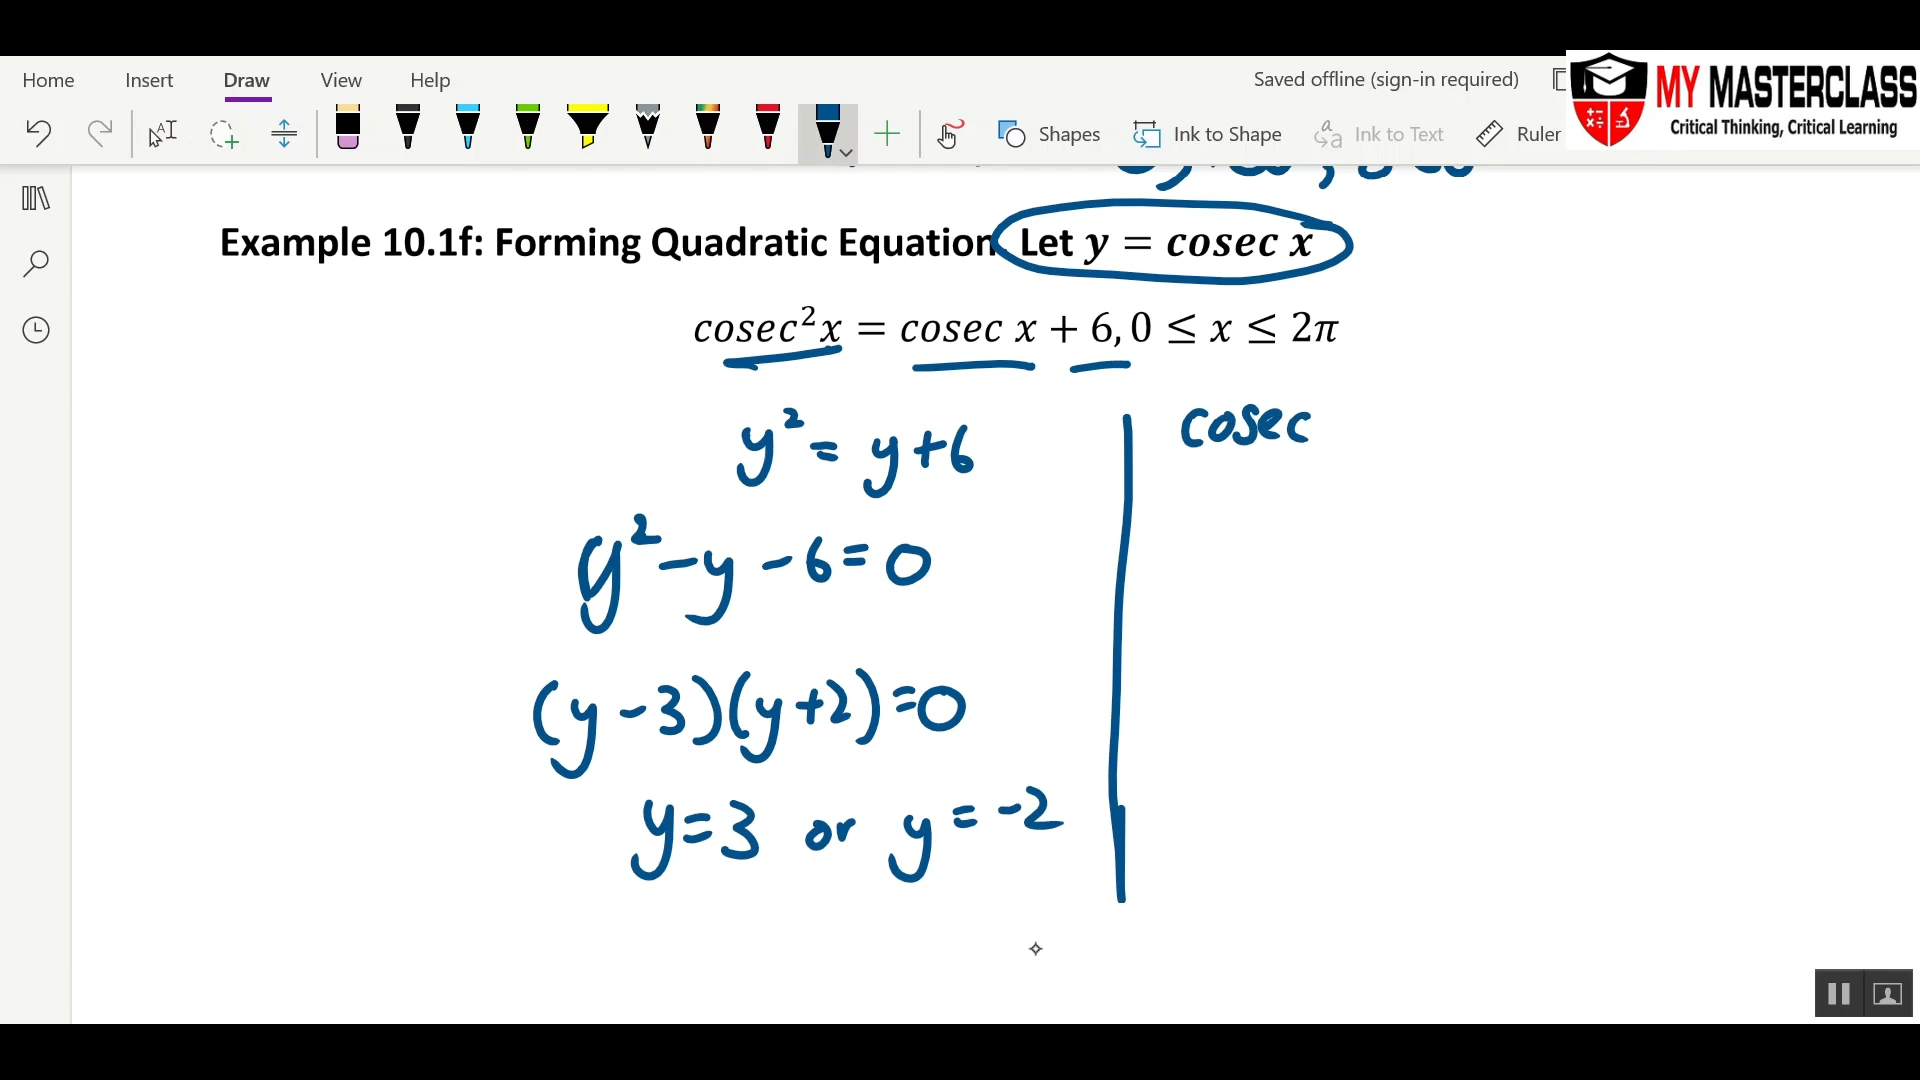 Home Insert Draw View Help Saved offline (sign-in required)
MY MASTERCLASS
Critical Thinking, Critical Learning
Shapes Ink to Shape Ink to Text Ruler
Example 10.1f: Forming Quadratic Equation Let y = cosec x
cosec²x = cosec x + 6, 0 ≤ x ≤ 2π
y² = y+6
cosec
y² - y - 6 = 0
(y - 3)(y + 2) = 0
y = 3 or y = -2